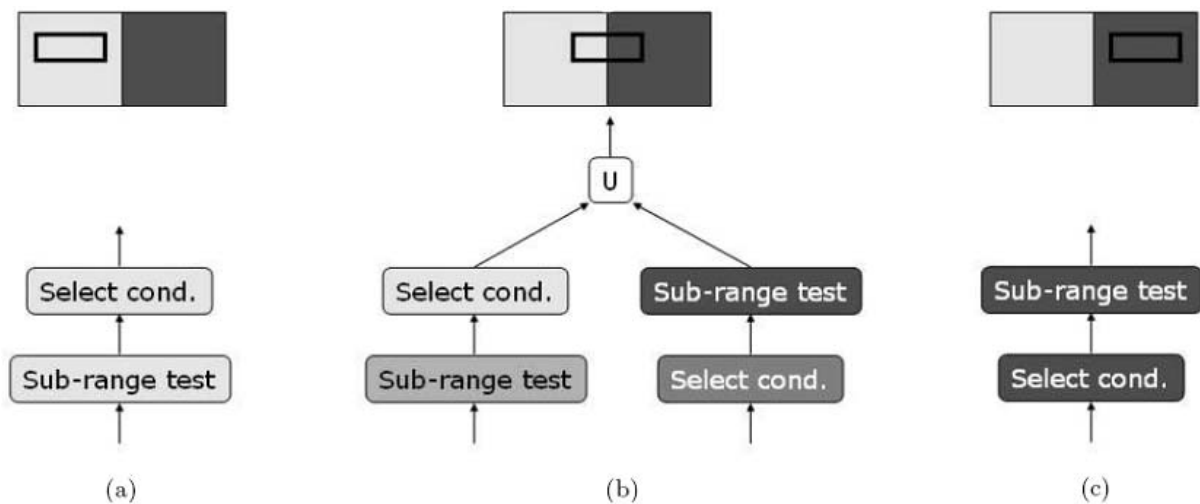 U
Select cond.
Sub-range test
Select cond.
Sub-range test
Sub-range test
Select cond.
Sub-range test
Select cond.
(a)
(b)
(c)